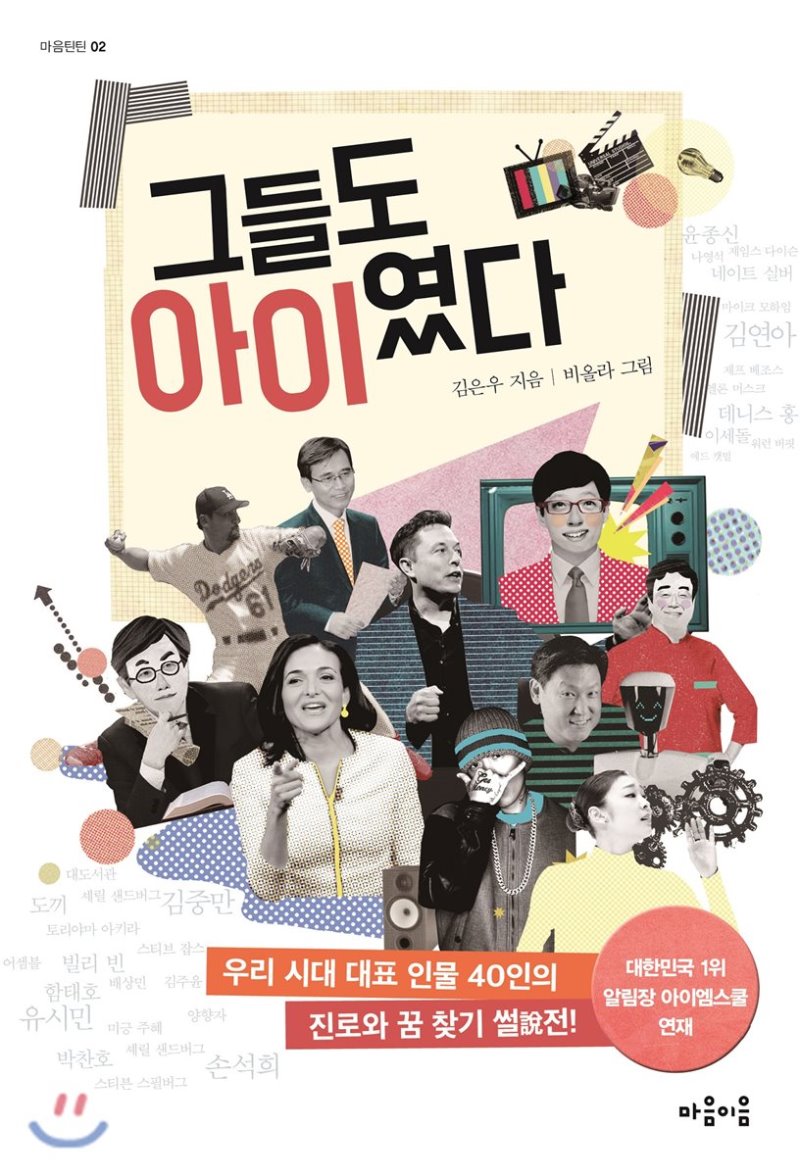 마음틴틴 02
그들도
아이였다
김은우 지음 | 비올라 그림
윤종신
나영석 제임스 다이슨
네이트 실버
마이크 모하임
김연아
제프 베조스
엘론 머스크
데니스 홍
이세돌 워런 버핏
에드 캣멀
Dodgers
61
대도서관
도끼 셰릴 샌드버그 김중만
토리야마 아키라
스티브 잡스
어셈블 빌리 빈
배상민 김주윤
함태호
유시민 미긍 주혜 양향자
박찬호 셰릴 샌드버그 손석희
스티븐 스필버그
우리 시대 대표 인물 40인의
진로와 꿈 찾기 썰說전!
대한민국 1위
알림장 아이엠스쿨
연재
마음이음